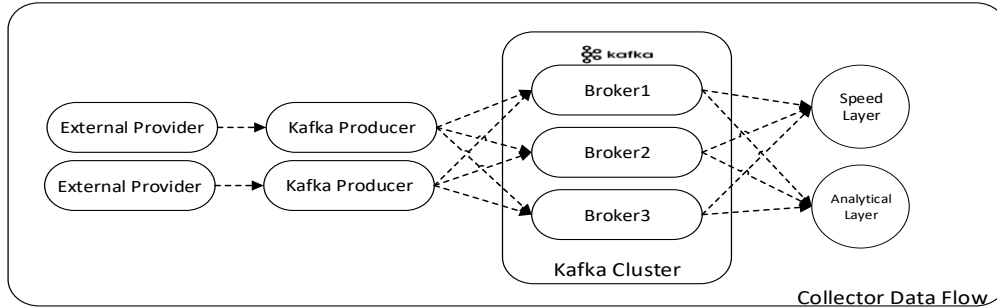 kafka
Broker1
Speed
Layer
External Provider
Kafka Producer
Broker2
External Provider
Kafka Producer
Broker3
Analytical
Layer
Kafka Cluster
Collector Data Flow